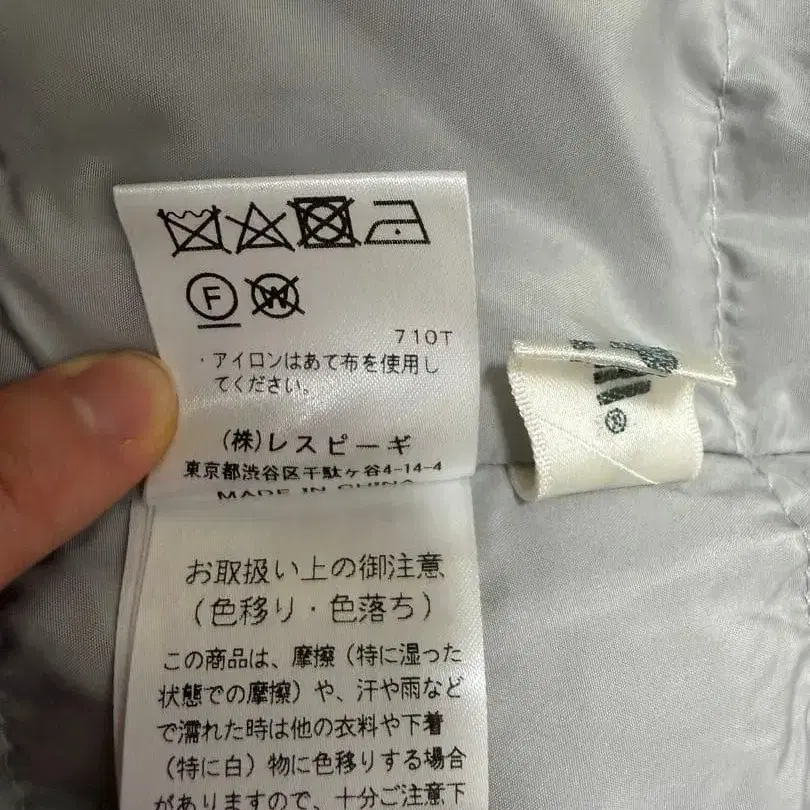 F
W
710T
・アイロンはあて布を使用し
てください。
(株)レスピーギ
東京都渋谷区千駄ヶ谷4-14-4
MADE IN CHINA
®
お取扱い上の御注意
(色移り・色落ち)
この商品は、摩擦(特に湿った
状態での摩擦)や、汗や雨など
で濡れた時は他の衣料や下着
(特に白)物に色移りする場合
がありますので、十分ご注意下